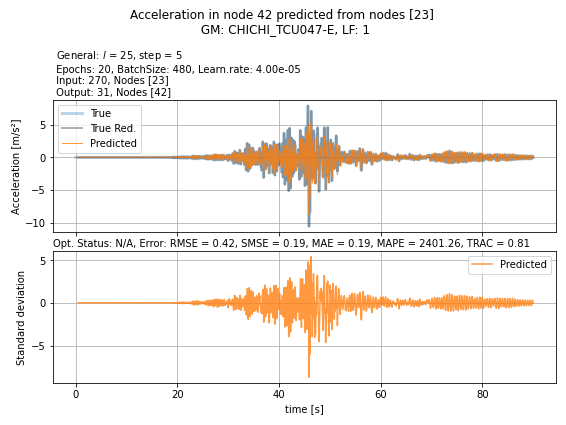 Acceleration in node 42 predicted from nodes [23]
GM: CHICHI_TCU047-E, LF: 1
General: l = 25, step = 5
Epochs: 20, BatchSize: 480, Learn.rate: 4.00e-05
Input: 270, Nodes [23]
Output: 31, Nodes [42]
True
True Red.
Predicted
Acceleration [m/s²]
5
0
−5
−10
Opt. Status: N/A, Error: RMSE = 0.42, SMSE = 0.19, MAE = 0.19, MAPE = 2401.26, TRAC = 0.81
Predicted
Standard deviation
5
0
−5
0 20 40 60 80
time [s]